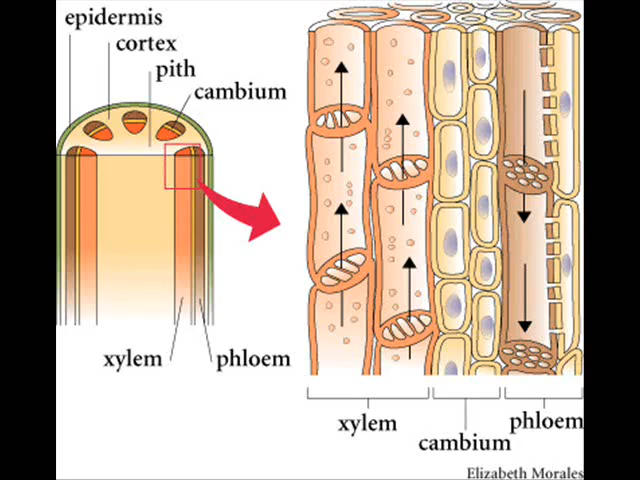 epidermis
cortex
pith
cambium
xylem
phloem
xylem
cambium
phloem
Elizabeth Morales